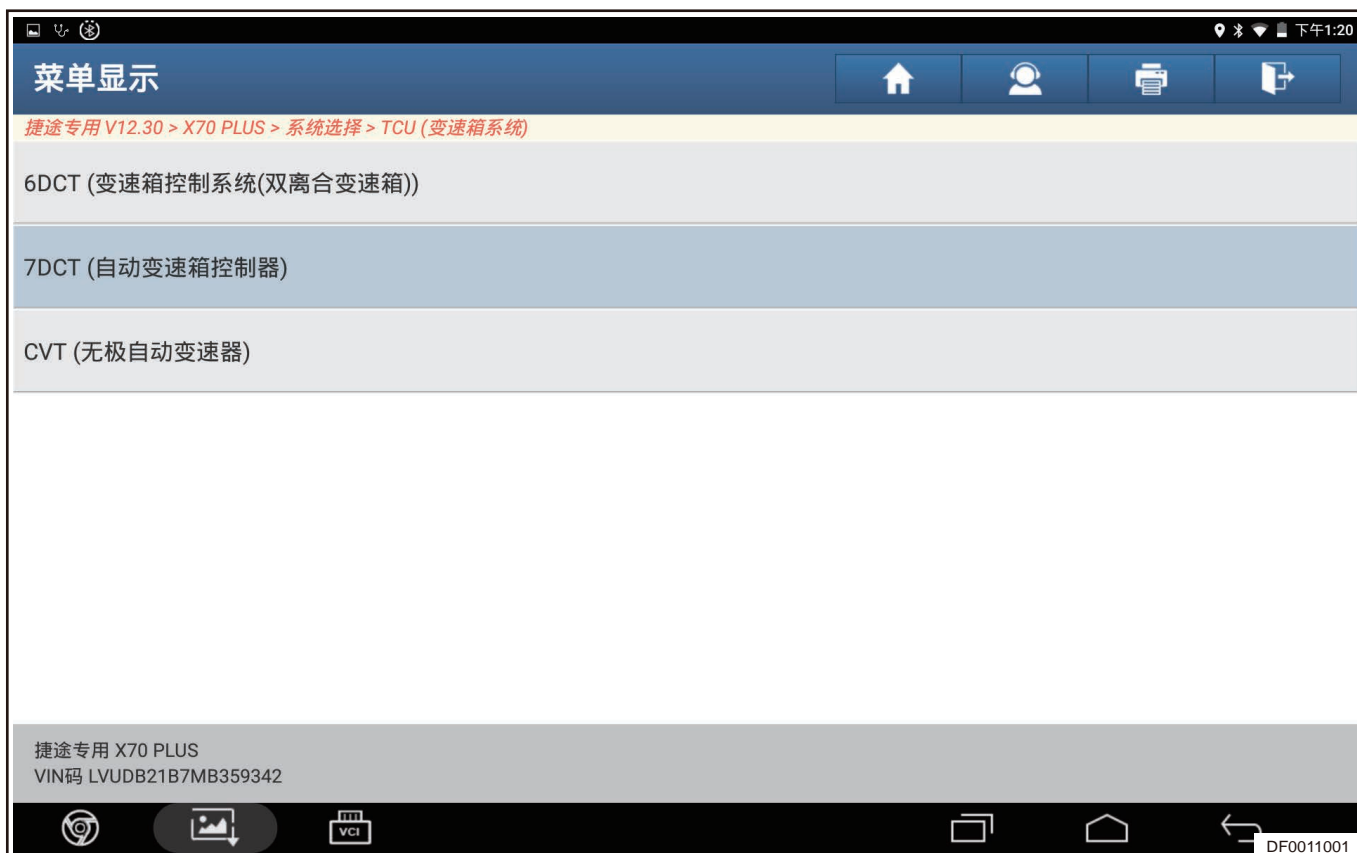 下午1:20
菜单显示
捷途专用 V12.30 > X70 PLUS > 系统选择 > TCU (变速箱系统)
6DCT (变速箱控制系统(双离合变速箱))
7DCT (自动变速箱控制器)
CVT (无极自动变速器)
捷途专用 X70 PLUS
VIN码 LVUDB21B7MB359342
VCI
DF0011001